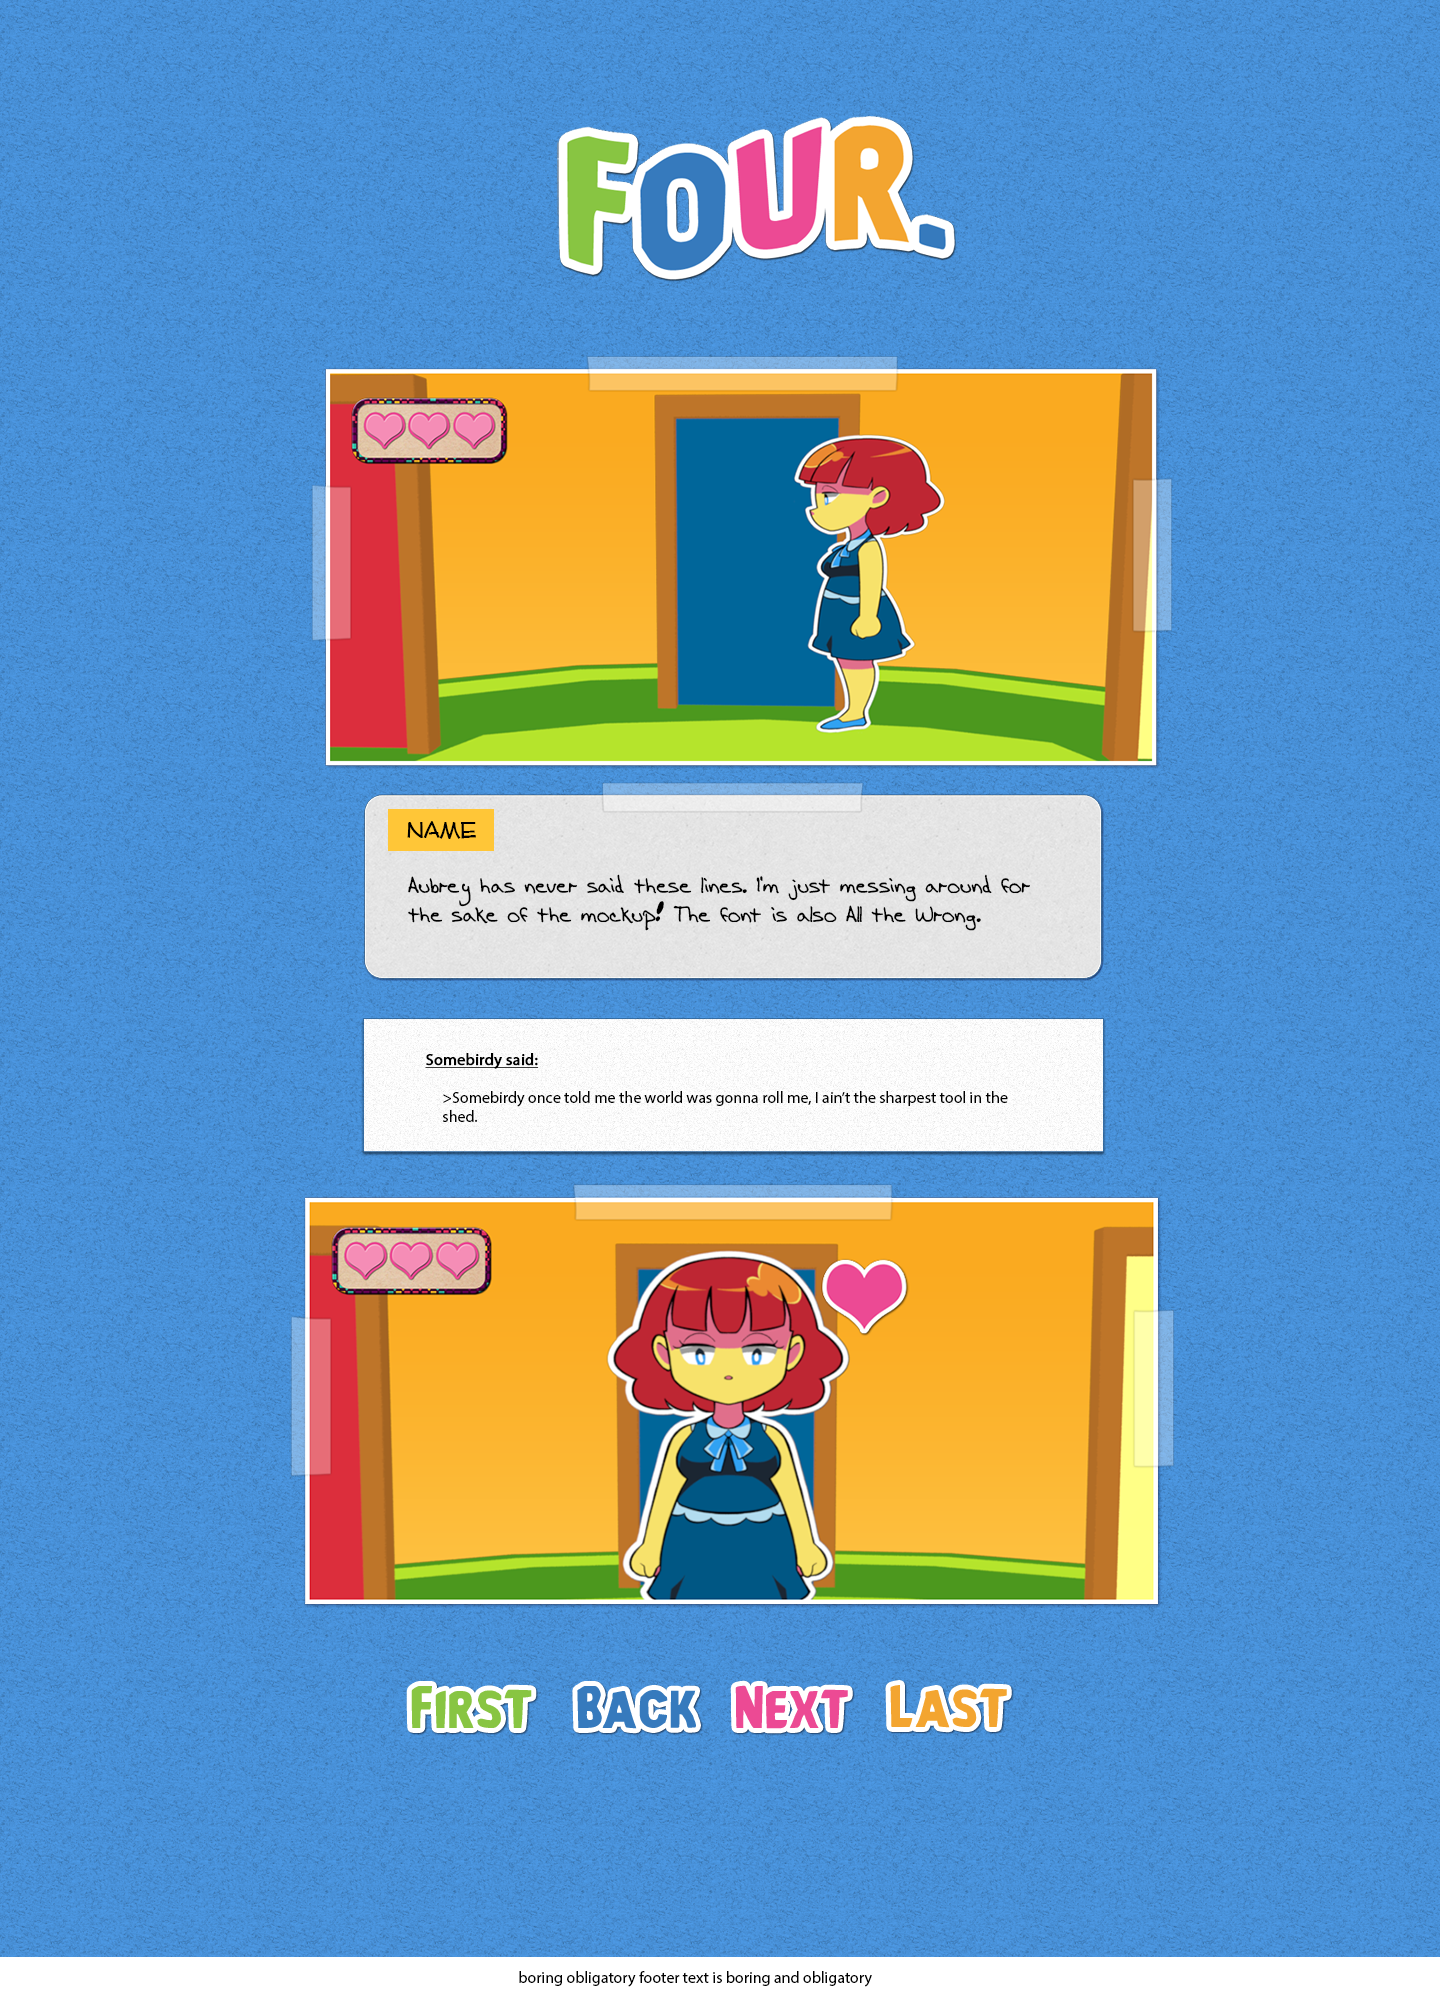 FOUR.
NAME
Aubrey has never said these lines. I'm just messing around for
the sake of the mockup! The font is also All the Wrong.
Somebirdy said:
>Somebirdy once told me the world was gonna roll me, I ain't the sharpest tool in the
shed.
FIRST BACK NEXT LAST
boring obligatory footer text is boring and obligatory